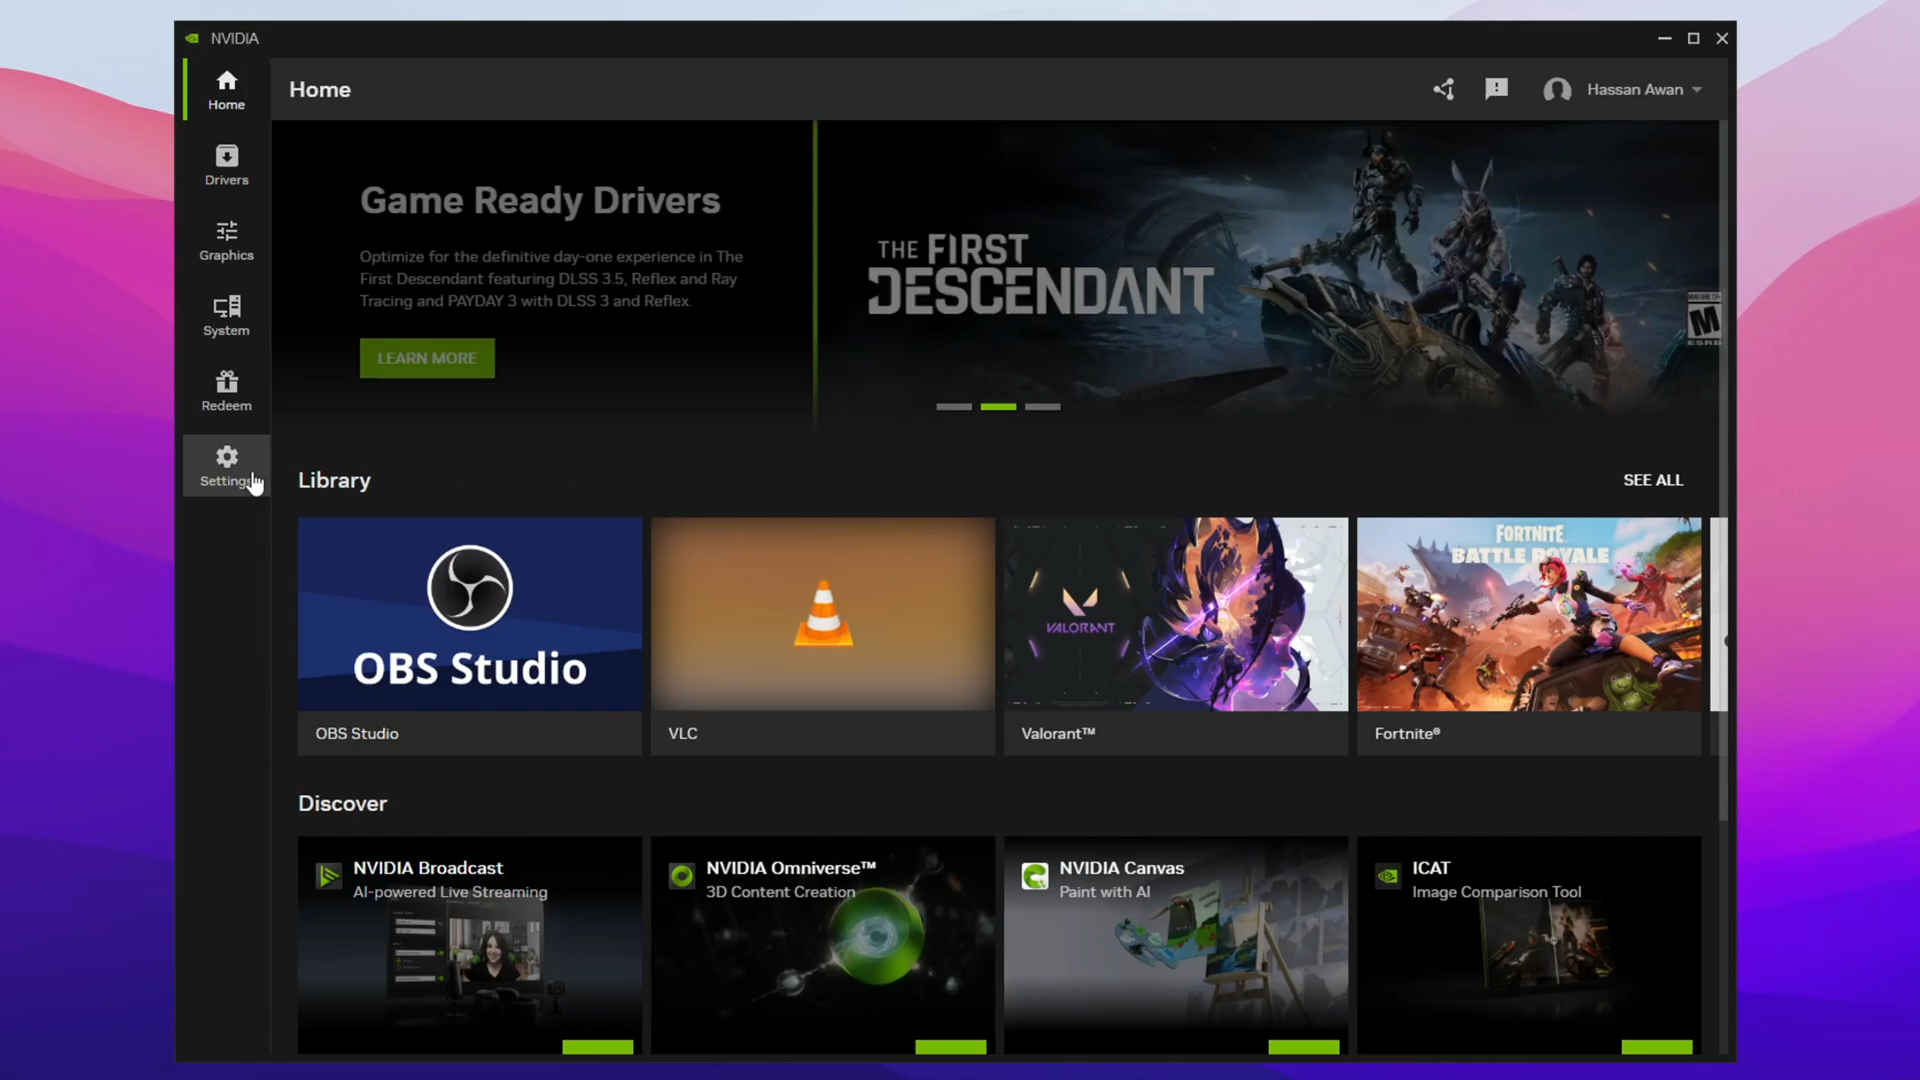 NVIDIA
Home
Drivers
Graphics
System
Redeem
Settings
Home
Hassan Awan
Game Ready Drivers
Optimize for the definitive day-one experience in The
First Descendant featuring DLSS 3.5, Reflex and Ray
Tracing and PAYDAY 3 with DLSS 3 and Reflex.
LEARN MORE
THE FIRST
DESCENDANT
MATURE 17+
M
ESRB
Library
SEE ALL
OBS Studio
OBS Studio
VLC
VALORANT
Valorant™
FORTNITE
BATTLE ROYALE
Fortnite®
Discover
NVIDIA Broadcast
AI-powered Live Streaming
NVIDIA Omniverse™
3D Content Creation
NVIDIA Canvas
Paint with AI
ICAT
Image Comparison Tool